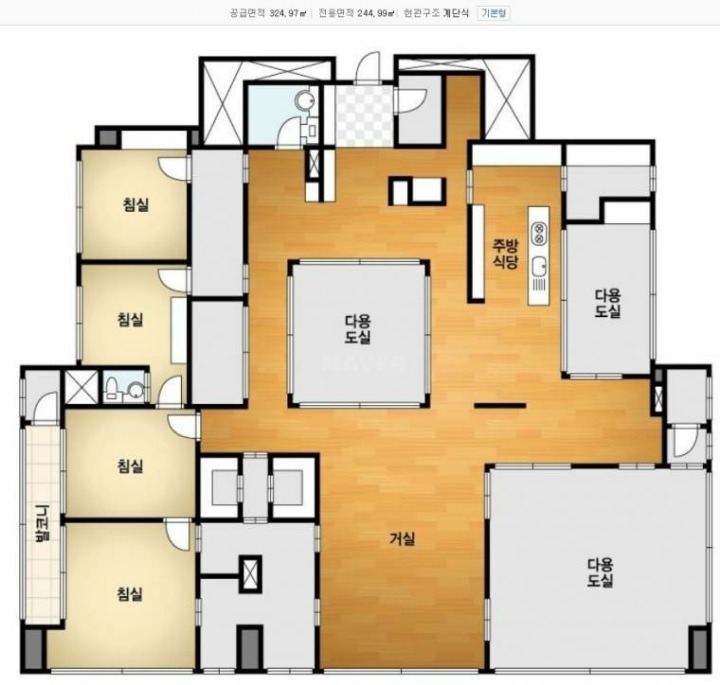 공급면적 324,97㎡ | 전용면적 244,99㎡ | 현관구조 계단식 기본형
침실
주방
식당
다용
도실
침실
다용
도실
침실
발코니
거실
다용
도실
침실